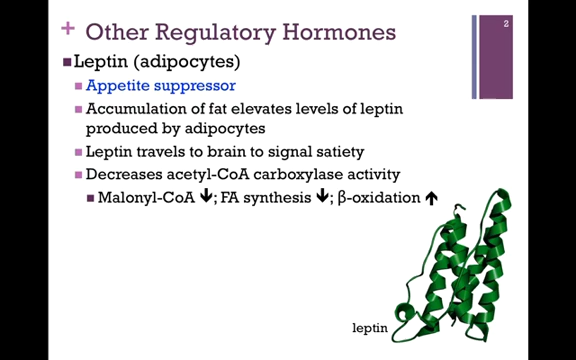 2
+ Other Regulatory Hormones
Leptin (adipocytes)
Appetite suppressor
Accumulation of fat elevates levels of leptin
produced by adipocytes
Leptin travels to brain to signal satiety
Decreases acetyl-CoA carboxylase activity
Malonyl-CoA ↓; FA synthesis ↓; β-oxidation ↑
leptin